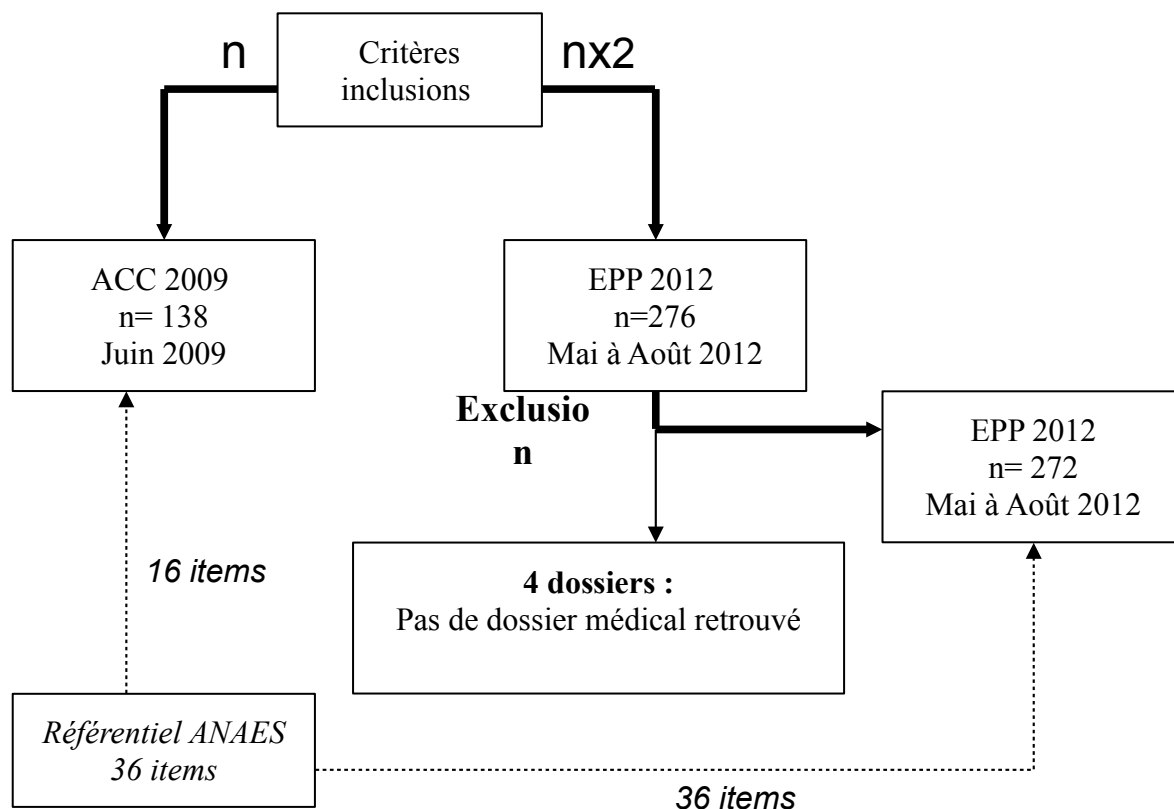 n
Critères
inclusions
nx2
ACC 2009
n= 138
Juin 2009
EPP 2012
n=276
Mai à Août 2012
Exclusio
n
EPP 2012
n= 272
Mai à Août 2012
16 items
4 dossiers :
Pas de dossier médical retrouvé
Référentiel ANAES
36 items
36 items